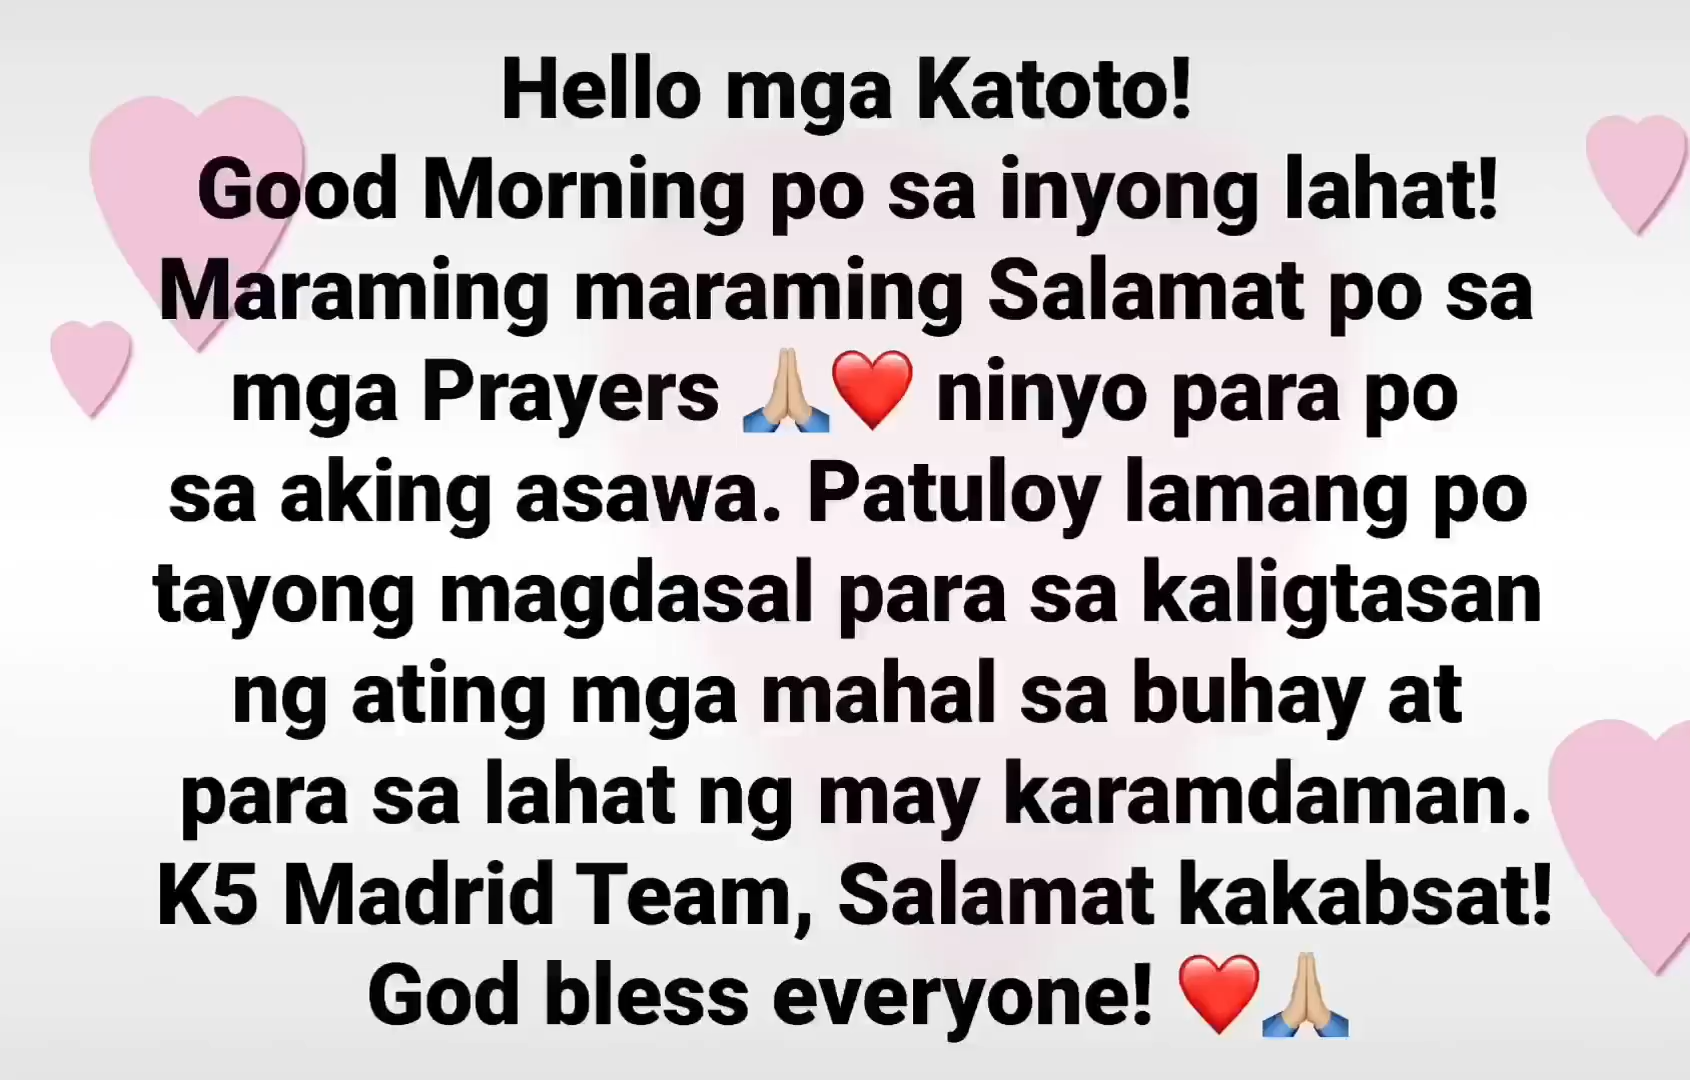 Hello mga Katoto!
Good Morning po sa inyong lahat!
Maraming maraming Salamat po sa
mga Prayers 🙏🏼❤️ ninyo para po
sa aking asawa. Patuloy lamang po
tayong magdasal para sa kaligtasan
ng ating mga mahal sa buhay at
para sa lahat ng may karamdaman.
K5 Madrid Team, Salamat kakabsat!
God bless everyone! ❤️🙏🏼